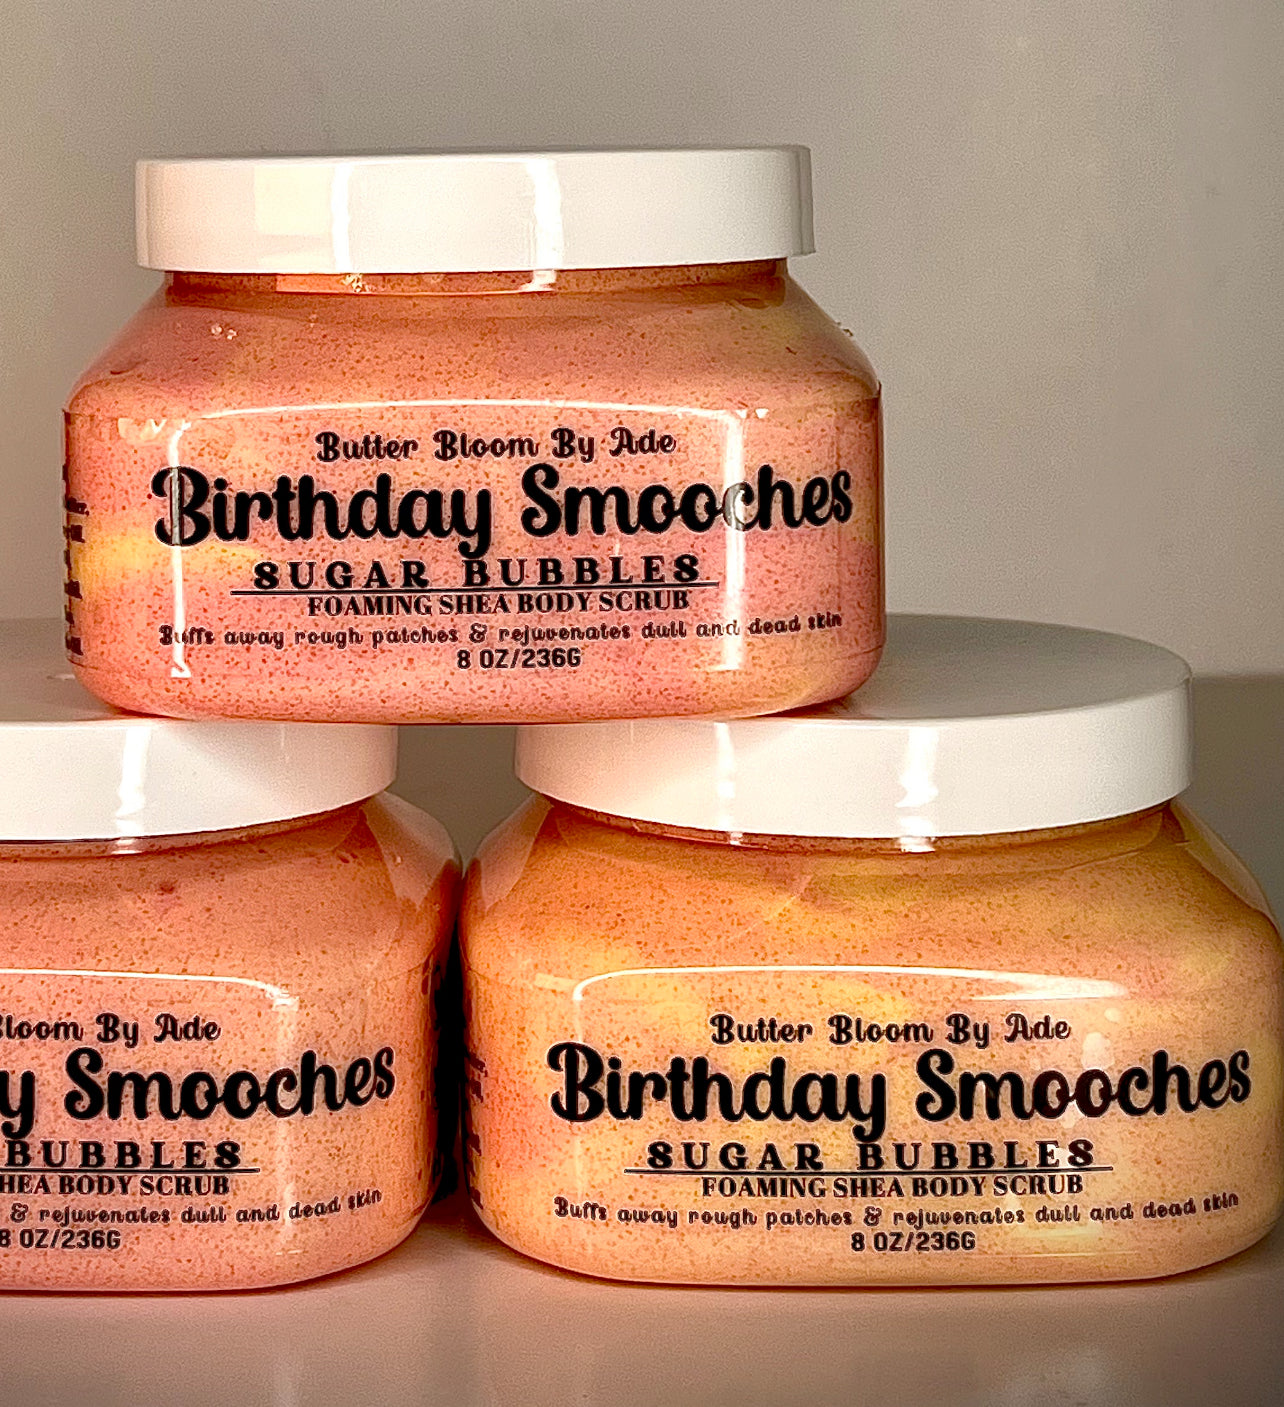 Butter Bloom By Ade
Birthday Smooches
SUGAR BUBBLES
FOAMING SHEA BODY SCRUB
Buffs away rough patches & rejuvenates dull and dead skin
8 OZ/236G
loom By Ade
y Smooches
BUBBLES
HEA BODY SCRUB
& rejuvenates dull and dead skin
8 OZ/236G
Butter Bloom By Ade
Birthday Smooches
SUGAR BUBBLES
FOAMING SHEA BODY SCRUB
Buffs away rough patches & rejuvenates dull and dead skin
8 OZ/236G